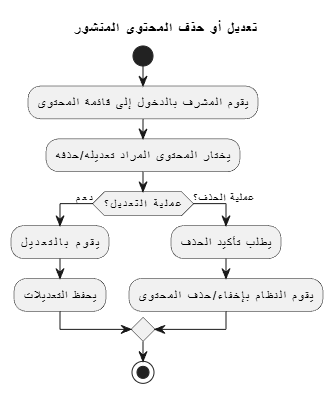 تعديل أو حذف المحتوى المنشور
يقوم المشرف بالدخول إلى قائمة المحتوى
يختار المحتوى المراد تعديله/حذفه
عملية التعديل؟
دعم
عملية الحذف؟
يقوم بالتعديل
يطلب تأكيد الحذف
يحفظ التعديلات
يقوم النظام بإخفاء/حذف المحتوى